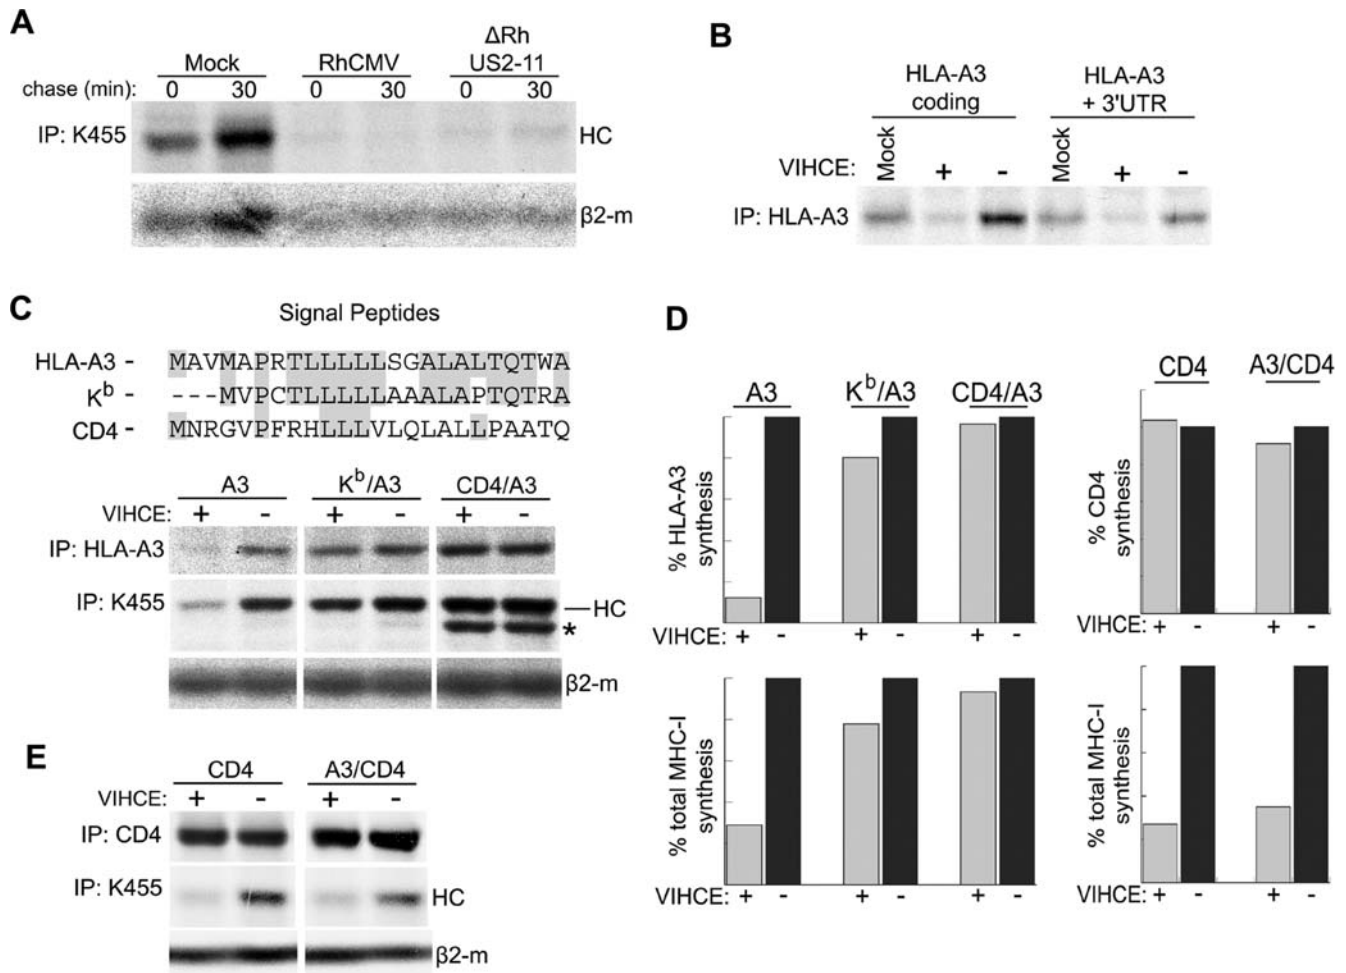 A
Mock RhCMV ΔRh US2-11
chase (min): 0 30 0 30 0 30
IP: K455 HC
β2-m
B
HLA-A3 coding HLA-A3 + 3'UTR
VIHCE: Mock + - Mock + -
IP: HLA-A3
C
Signal Peptides
HLA-A3 - MAVMAPRTLLLLLSGALALTQTWA
Kb - ---MVPCTLLLLLAAALAPTQTRA
CD4 - MNRGVPFRHLLLVLQLALLPAATQ
A3 Kb/A3 CD4/A3
VIHCE: + - + - + -
IP: HLA-A3
IP: K455 HC
*
β2-m
D
A3 Kb/A3 CD4/A3
% HLA-A3 synthesis
VIHCE: + - + - + -
CD4 A3/CD4
% CD4 synthesis
VIHCE: + - + -
% total MHC-I synthesis
VIHCE: + - + - + -
% total MHC-I synthesis
VIHCE: + - + -
E
CD4 A3/CD4
VIHCE: + - + -
IP: CD4
IP: K455 HC
β2-m